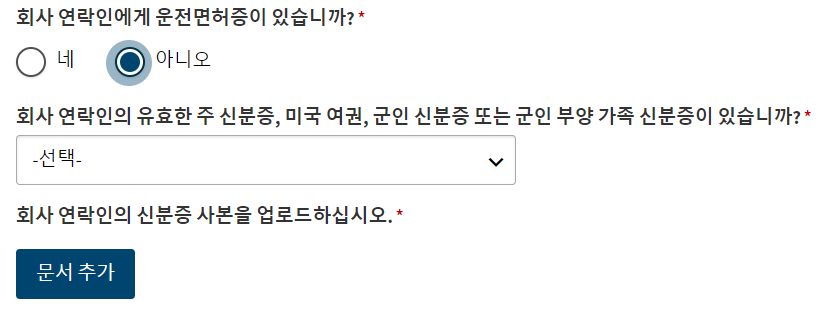 회사 연락인에게 운전면허증이 있습니까? *
네 아니오
회사 연락인의 유효한 주 신분증, 미국 여권, 군인 신분증 또는 군인 부양 가족 신분증이 있습니까? *
-선택-
회사 연락인의 신분증 사본을 업로드하십시오. *
문서 추가